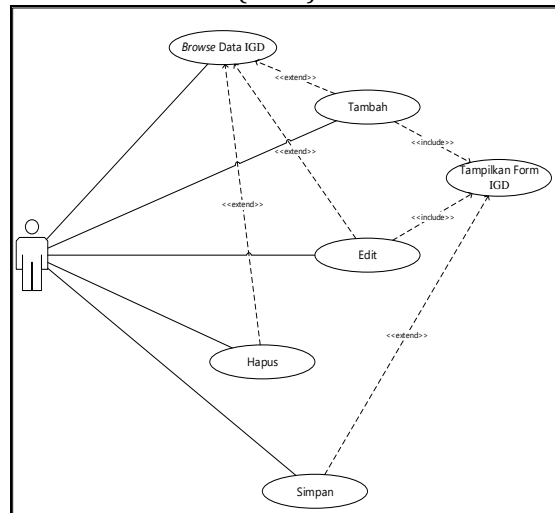 Browse Data IGD
<<extend>>
Tambah
<<extend>>
<<include>>
Tampilkan Form
IGD
<<extend>>
<<include>>
Edit
<<extend>>
Hapus
Simpan